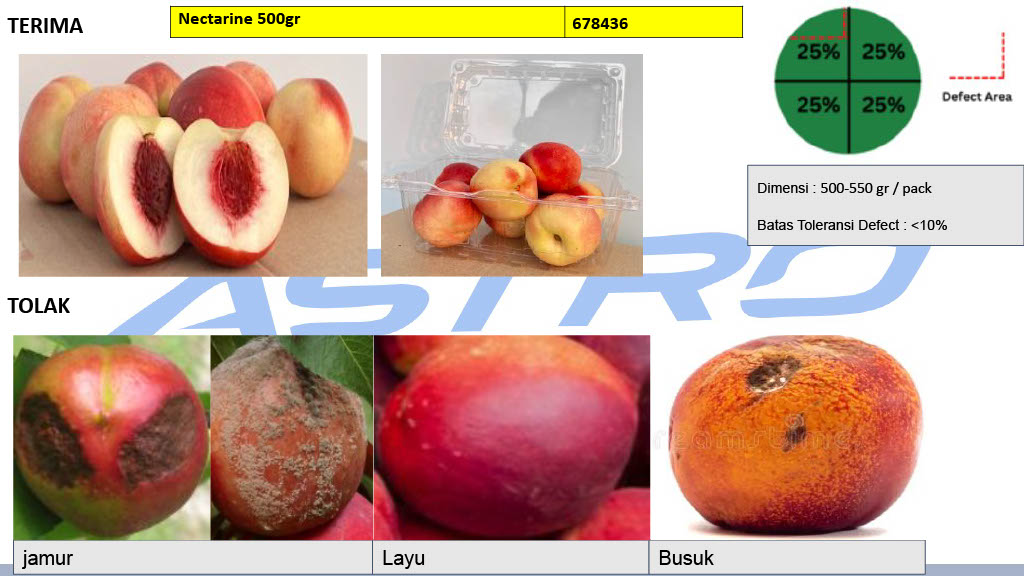 TERIMA
Nectarine 500gr
678436
25% 25%
25% 25%
Defect Area
Dimensi : 500-550 gr / pack
Batas Toleransi Defect : <10%
ASTRO
TOLAK
jamur
Layu
Busuk